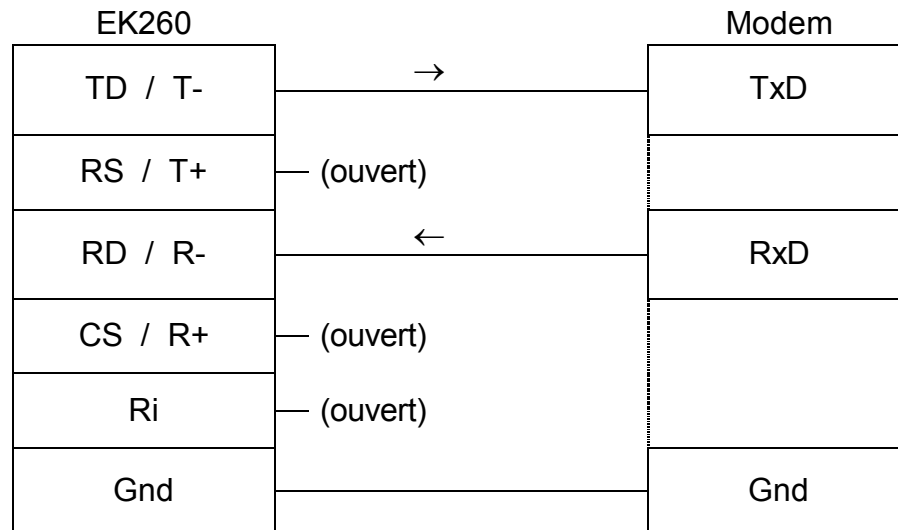 EK260 Modem
TD / T- → TxD
RS / T+ (ouvert)
RD / R- ← RxD
CS / R+ (ouvert)
Ri (ouvert)
Gnd Gnd